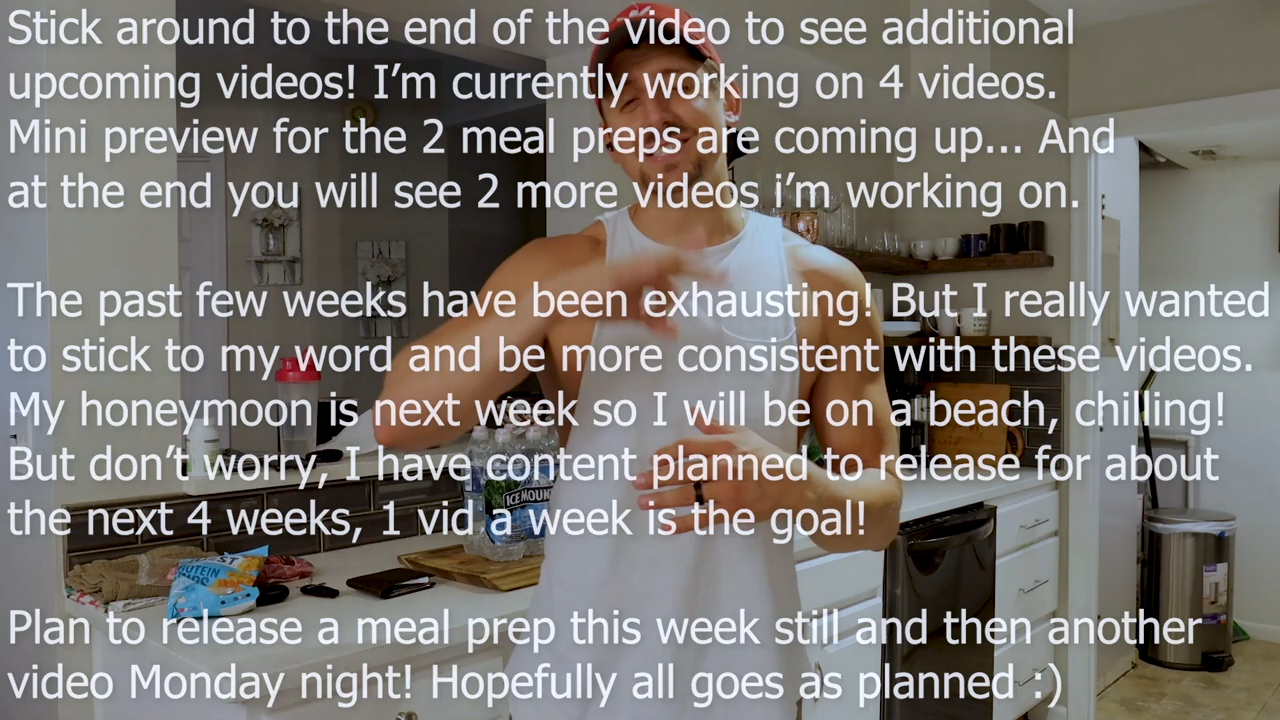 Stick around to the end of the video to see additional
upcoming videos! I'm currently working on 4 videos.
Mini preview for the 2 meal preps are coming up... And
at the end you will see 2 more videos i'm working on.
The past few weeks have been exhausting! But I really wanted
to stick to my word and be more consistent with these videos.
My honeymoon is next week so I will be on a beach, chilling!
But don't worry, I have content planned to release for about
the next 4 weeks, 1 vid a week is the goal!
Plan to release a meal prep this week still and then another
video Monday night! Hopefully all goes as planned :)
ICE MOUN